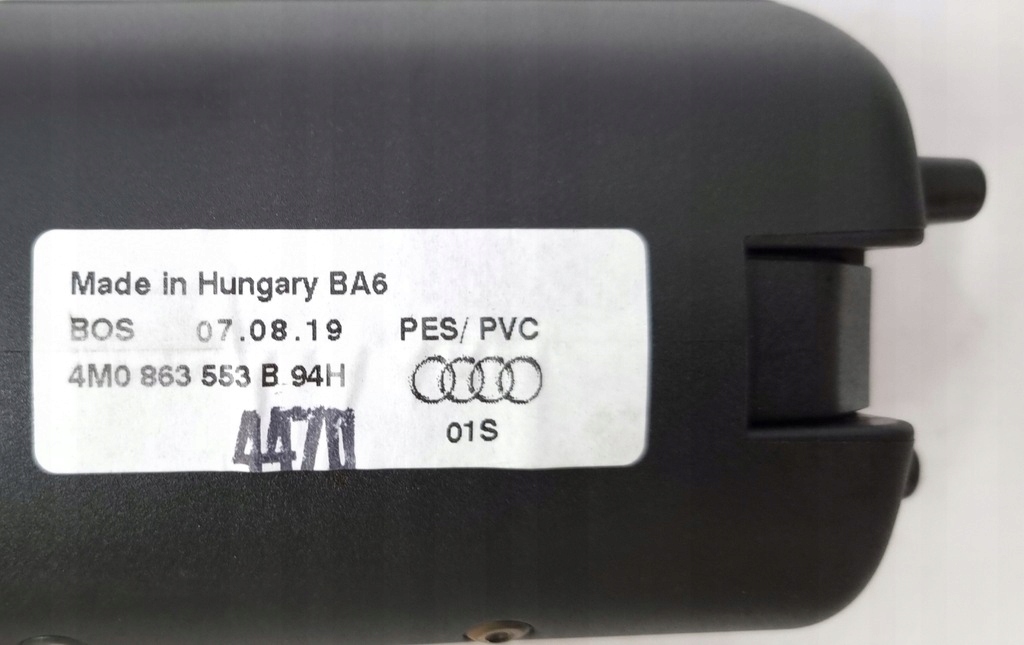 Made in Hungary BA6
BOS 07.08.19 PES/ PVC
4M0 863 553 B 94H
01S
4470